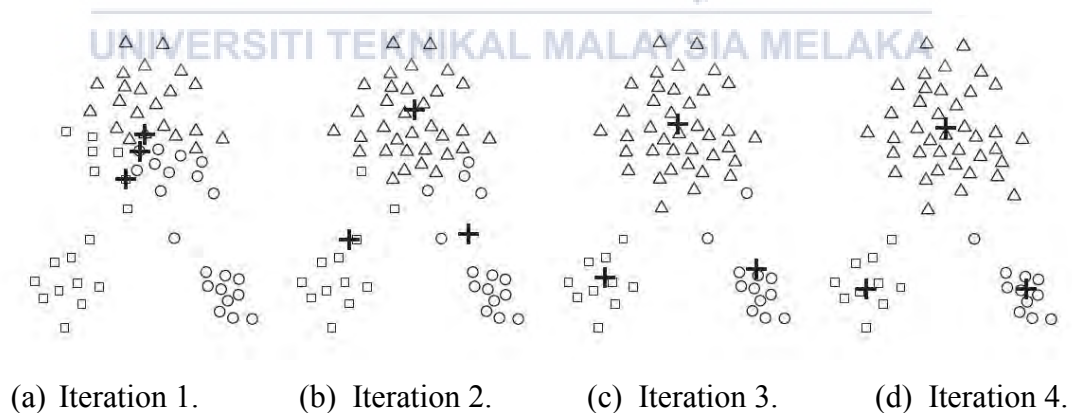 UNIVERSITI TEKNIKAL MALAYSIA MELAKA
(a) Iteration 1. (b) Iteration 2. (c) Iteration 3. (d) Iteration 4.